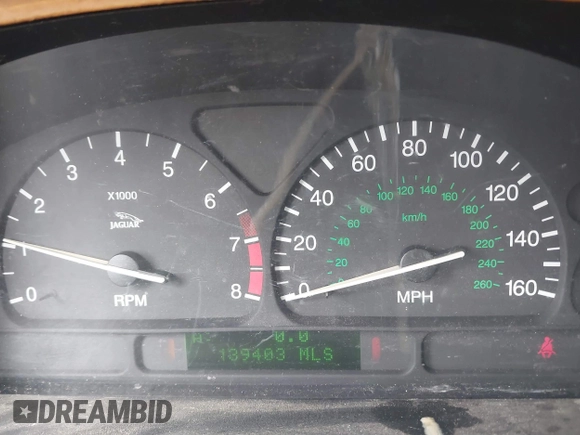 0 1 2 3 4 5 6 7 8
X1000
JAGUAR
RPM
0 20 40 60 80 100 120 140 160
0 40 60 80 100 120 140 160 180 200 220 240 260
km/h
MPH
A 0.0
139403 MLS
DREAMBID